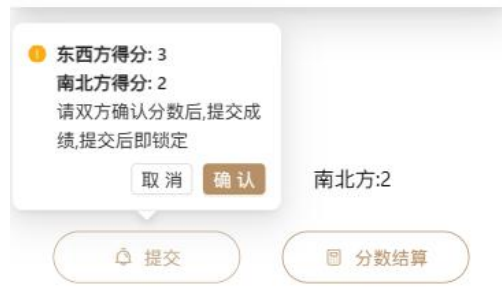 东西方得分: 3
南北方得分: 2
请双方确认分数后,提交成
绩,提交后即锁定
取 消 确 认
南北方:2
提交 分数结算